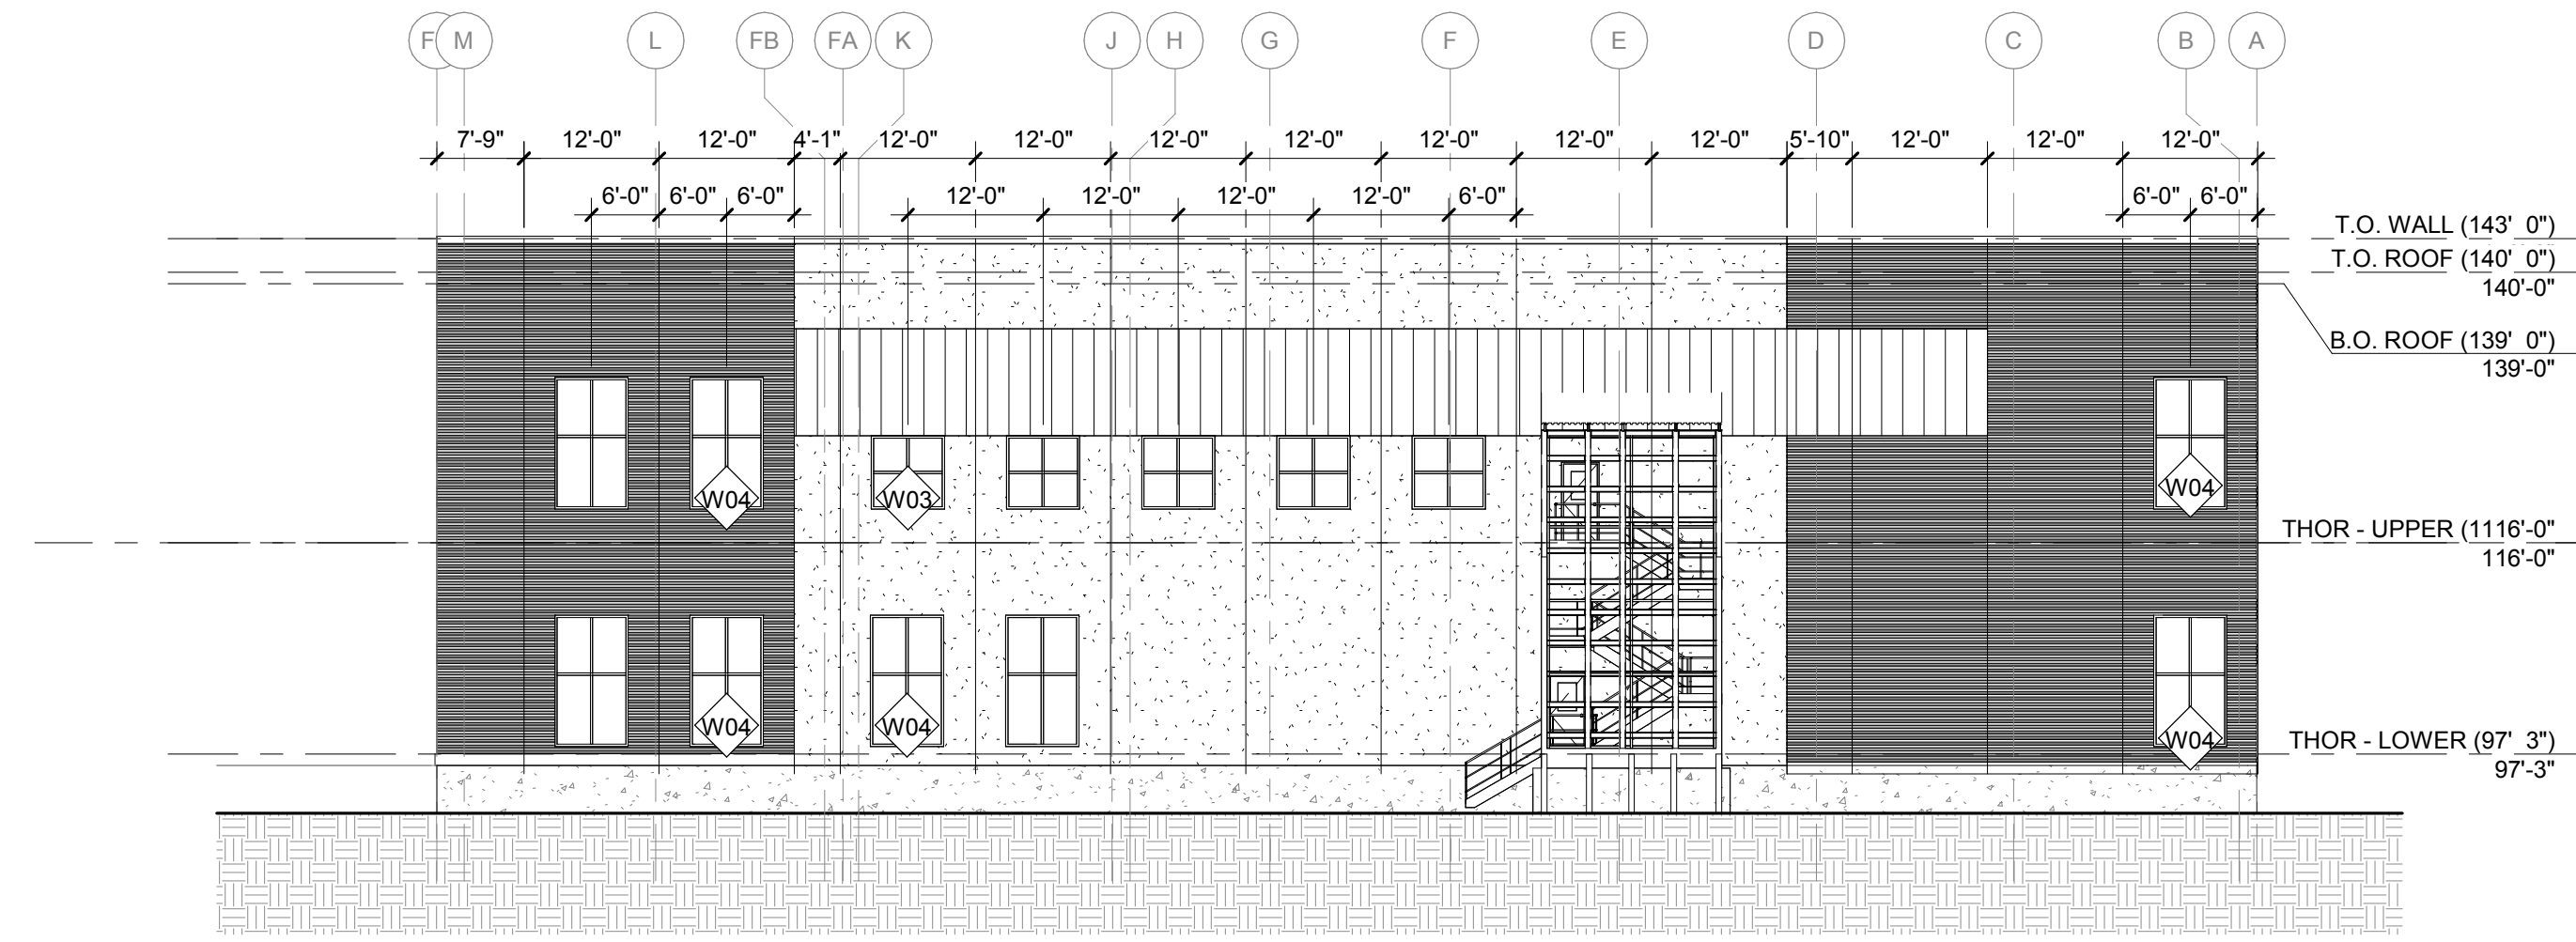 F M L FB FA K J H G F E D C B A
7'-9" 12'-0" 12'-0" 4'-1" 12'-0" 12'-0" 12'-0" 12'-0" 12'-0" 12'-0" 12'-0" 5'-10" 12'-0" 12'-0" 12'-0"
6'-0" 6'-0" 6'-0" 12'-0" 12'-0" 12'-0" 12'-0" 6'-0" 6'-0" 6'-0"
T.O. WALL (143' 0")
T.O. ROOF (140' 0")
140'-0"
B.O. ROOF (139' 0")
139'-0"
W04 W03 W04
THOR - UPPER (1116'-0"
116'-0"
W04 W04 W04
THOR - LOWER (97' 3")
97'-3"